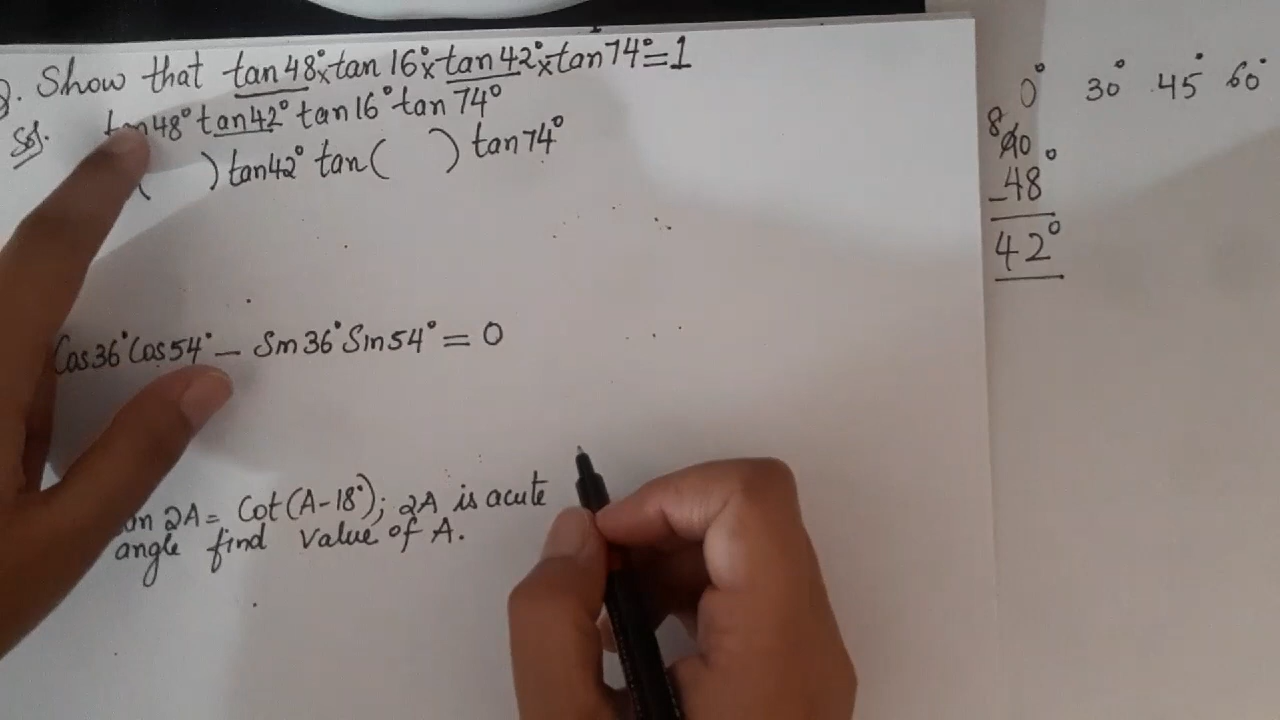 Q. Show that tan 48° x tan 16° x tan 42° x tan 74° = 1
Sol. tan 48° tan 42° tan 16° tan 74°
( ) tan 42° tan ( ) tan 74°
Cos 36° Cos 54° - Sin 36° Sin 54° = 0
an 2A = Cot (A-18°); 2A is acute
angle find value of A.
0° 30° 45° 60°
8
90°
-48
42°